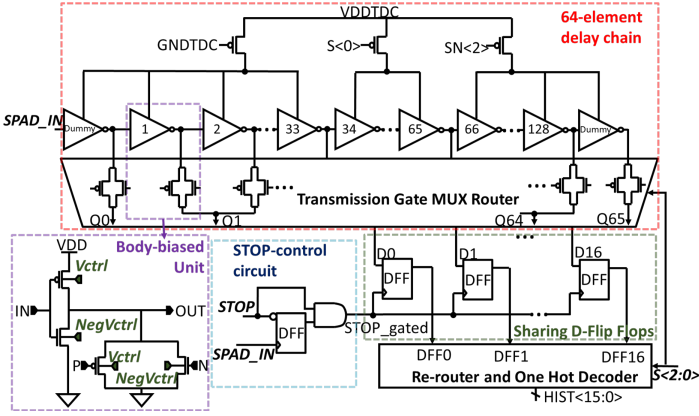 VDDTDC
64-element
delay chain
GNDTDC
S<0>
SN<2>
SPAD_IN
Dummy
1
2
33
34
65
66
128
Dummy
Transmission Gate MUX Router
Q0
Q1
Q64
Q65
Body-biased
Unit
VDD
Vctrl
IN
OUT
NegVctrl
P
Vctrl
NegVctrl
N
STOP-control
circuit
STOP
DFF
SPAD_IN
STOP_gated
D0
D1
D16
DFF
DFF
DFF
Sharing D-Flip Flops
DFF0
DFF1
DFF16
Re-router and One Hot Decoder
S<2:0>
HIST<15:0>